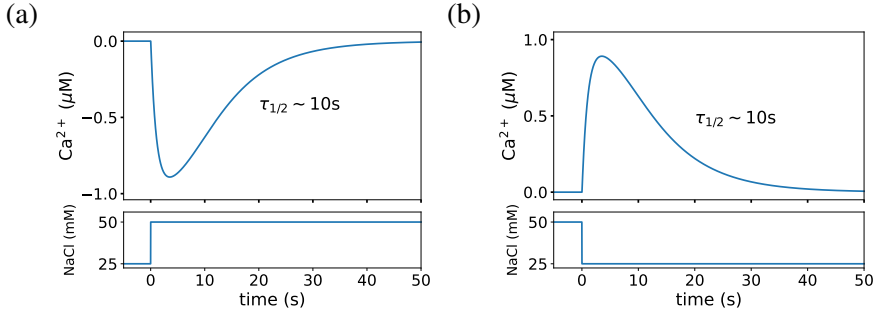 (a)
0.0
−0.5
−1.0
Ca²⁺ (μM)
τ₁/₂ ~ 10s
50
25
NaCl (mM)
0 10 20 30 40 50
time (s)
(b)
1.0
0.5
0.0
Ca²⁺ (μM)
τ₁/₂ ~ 10s
50
25
NaCl (mM)
0 10 20 30 40 50
time (s)